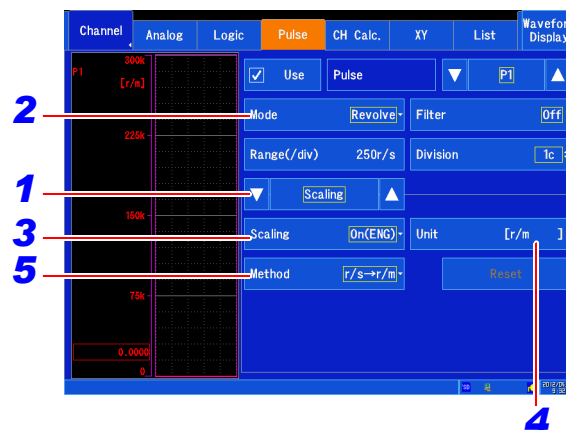 Channel Analog Logic Pulse CH Calc. XY List Waveform Display
P1 300k
[r/m]
Use Pulse P1
2 Mode Revolve Filter Off
225k
Range(/div) 250r/s Division 1c
1 Scaling
150k
3 Scaling On(ENG) Unit [r/m ]
5 Method r/s→r/m Reset
75k
0.0000
0
4